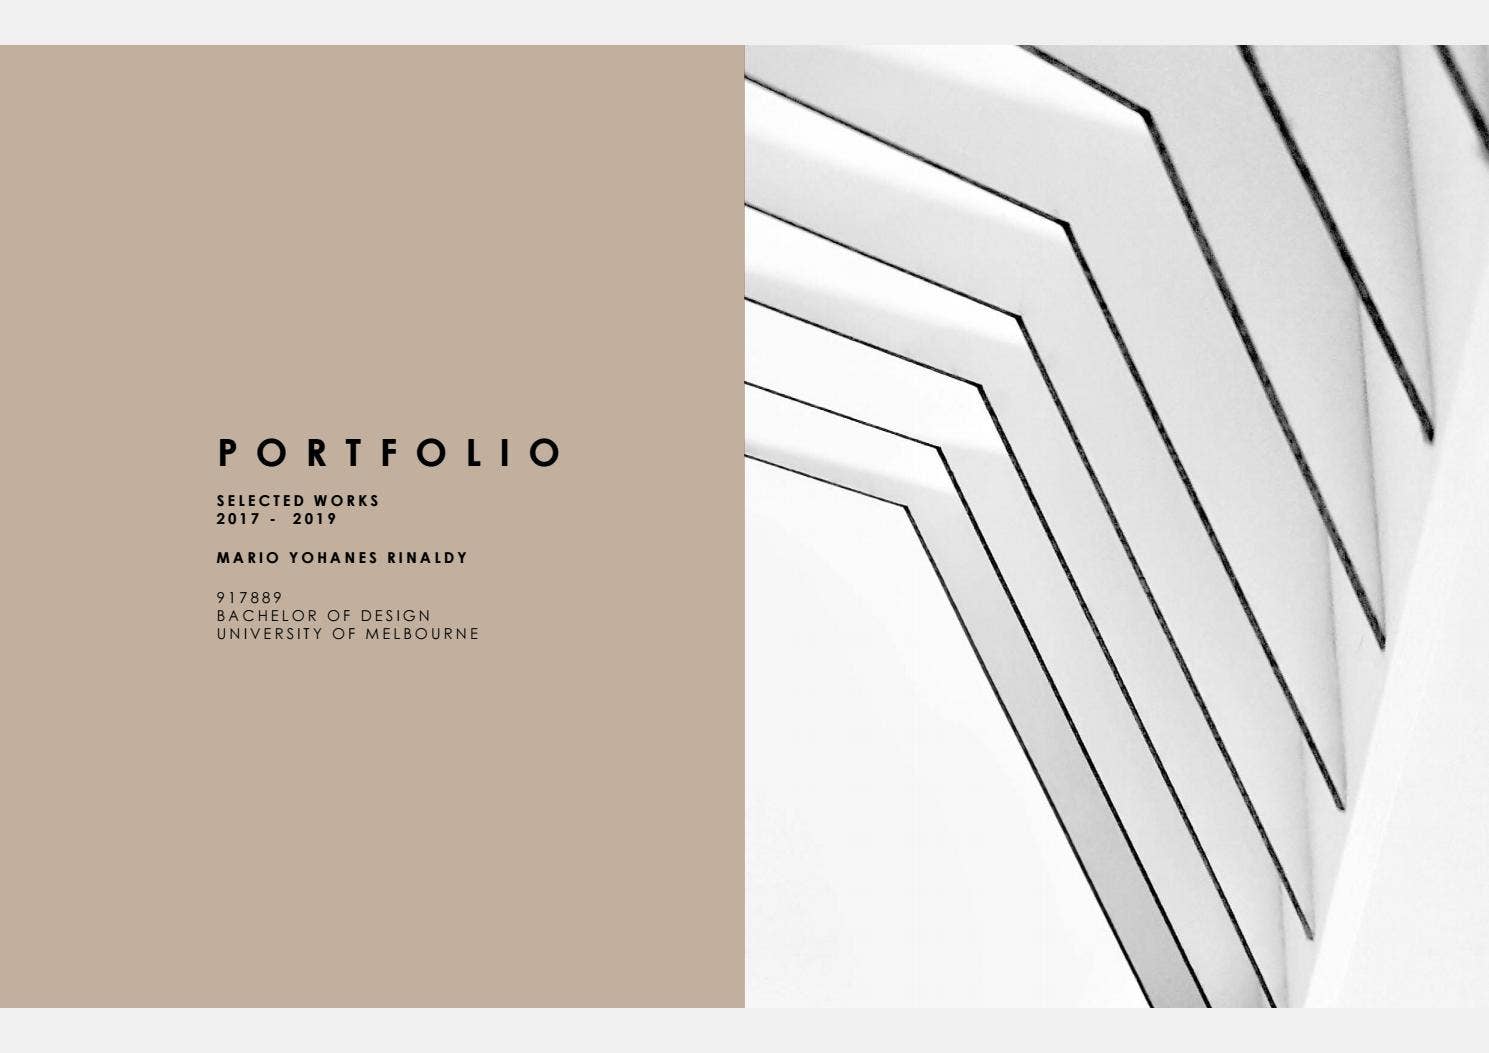 PORTFOLIO
SELECTED WORKS
2017 - 2019
MARIO YOHANES RINALDY
917889
BACHELOR OF DESIGN
UNIVERSITY OF MELBOURNE